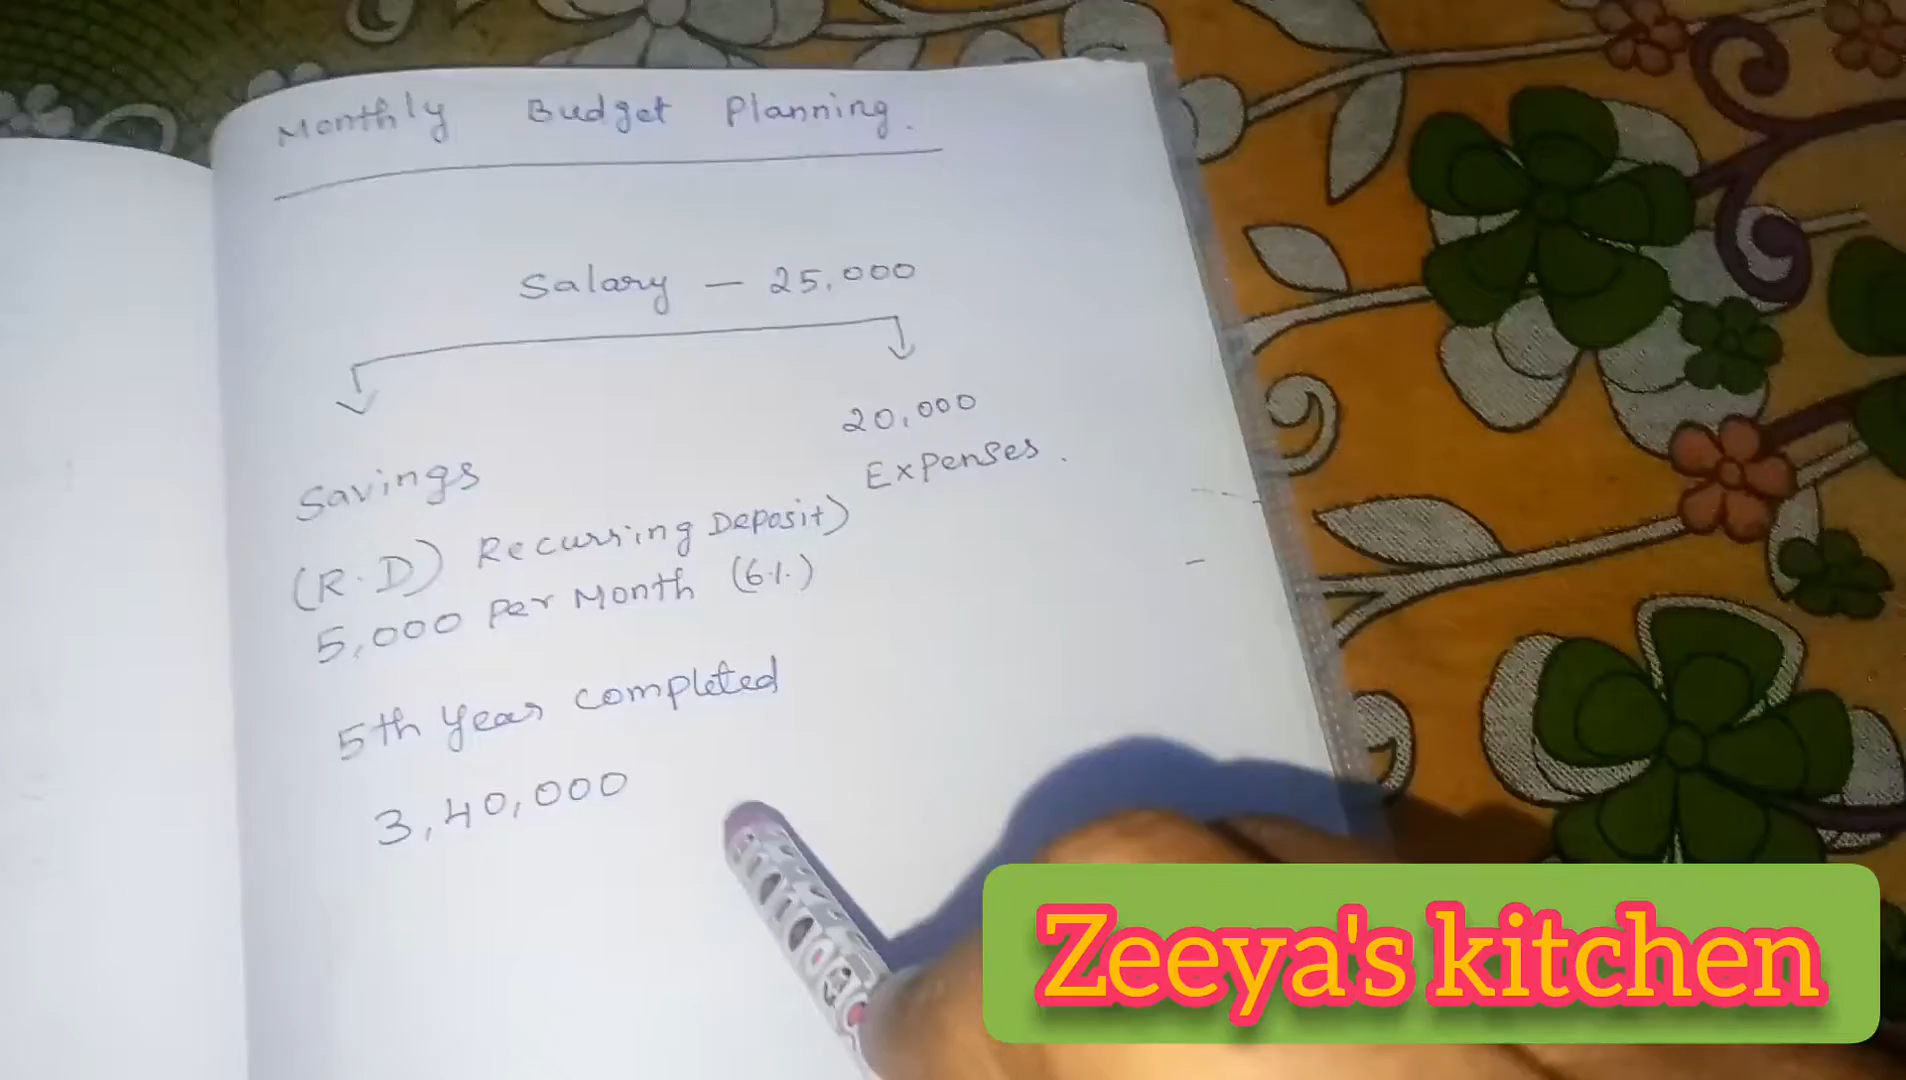 Monthly Budget Planning.
Salary — 25,000
20,000
Expenses.
Savings
(R.D) Recurring Deposit)
5,000 Per Month (6%)
5th Year completed
3,40,000
Zeeya's kitchen